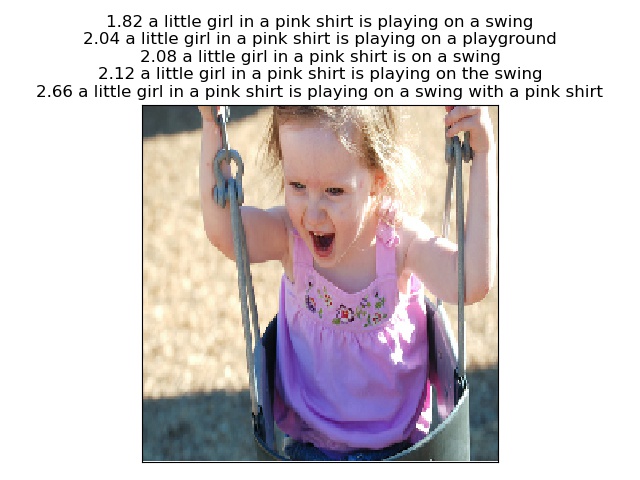 1.82 a little girl in a pink shirt is playing on a swing
2.04 a little girl in a pink shirt is playing on a playground
2.08 a little girl in a pink shirt is on a swing
2.12 a little girl in a pink shirt is playing on the swing
2.66 a little girl in a pink shirt is playing on a swing with a pink shirt